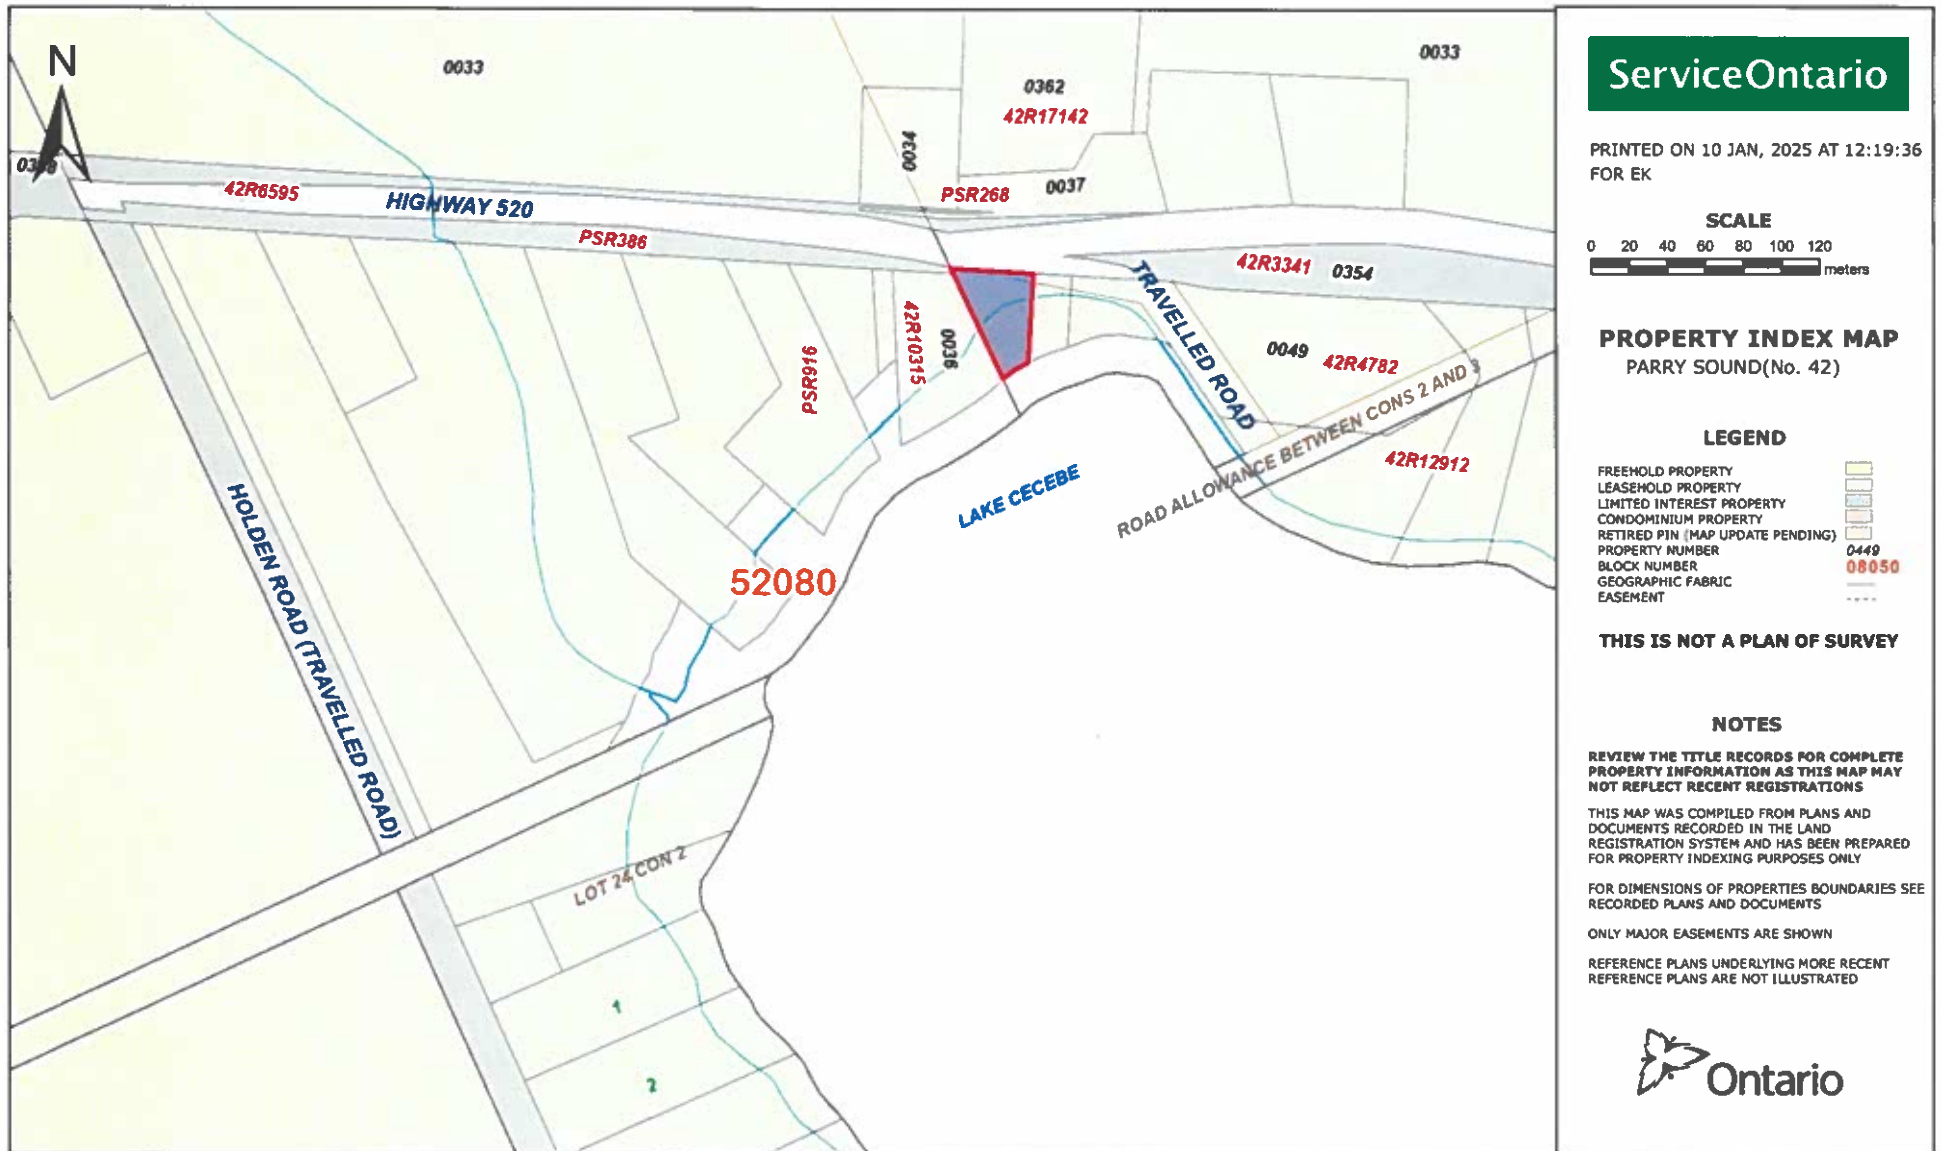 N
0033
0362
42R17142
0033
0034
0037
PSR268
42R6595
HIGHWAY 520
PSR386
42R3341
0354
TRAVELLED ROAD
42R10315
0036
PSR916
0049
42R4782
ROAD ALLOWANCE BETWEEN CONS 2 AND 3
42R12912
LAKE CECEBE
HOLDEN ROAD (TRAVELLED ROAD)
52080
LOT 24 CON 2
1
2
ServiceOntario
PRINTED ON 10 JAN, 2025 AT 12:19:36
FOR EK
SCALE
0 20 40 60 80 100 120
meters
PROPERTY INDEX MAP
PARRY SOUND(No. 42)
LEGEND
FREEHOLD PROPERTY
LEASEHOLD PROPERTY
LIMITED INTEREST PROPERTY
CONDOMINIUM PROPERTY
RETIRED PIN (MAP UPDATE PENDING)
PROPERTY NUMBER 0449
BLOCK NUMBER 08050
GEOGRAPHIC FABRIC
EASEMENT
THIS IS NOT A PLAN OF SURVEY
NOTES
REVIEW THE TITLE RECORDS FOR COMPLETE
PROPERTY INFORMATION AS THIS MAP MAY
NOT REFLECT RECENT REGISTRATIONS
THIS MAP WAS COMPILED FROM PLANS AND
DOCUMENTS RECORDED IN THE LAND
REGISTRATION SYSTEM AND HAS BEEN PREPARED
FOR PROPERTY INDEXING PURPOSES ONLY
FOR DIMENSIONS OF PROPERTIES BOUNDARIES SEE
RECORDED PLANS AND DOCUMENTS
ONLY MAJOR EASEMENTS ARE SHOWN
REFERENCE PLANS UNDERLYING MORE RECENT
REFERENCE PLANS ARE NOT ILLUSTRATED
Ontario